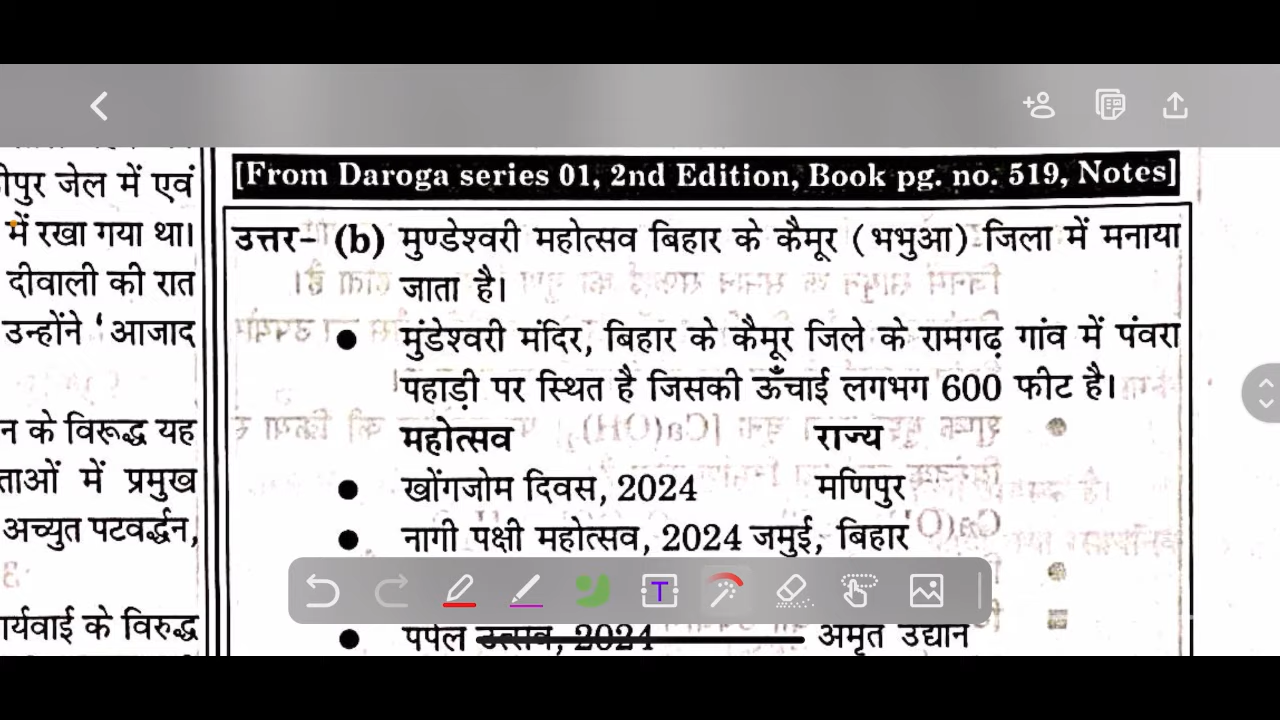 ीपुर जेल में एवं
में रखा गया था।
दीवाली की रात
उन्होंने 'आजाद
न के विरूद्ध यह
ताओं में प्रमुख
अच्युत पटवर्द्धन,
ार्यवाई के विरुद्ध
[From Daroga series 01, 2nd Edition, Book pg. no. 519, Notes]
उत्तर- (b) मुण्डेश्वरी महोत्सव बिहार के कैमूर (भभुआ) जिला में मनाया
जाता है।
● मुंडेश्वरी मंदिर, बिहार के कैमूर जिले के रामगढ़ गांव में पंवरा
पहाड़ी पर स्थित है जिसकी ऊँचाई लगभग 600 फीट है।
महोत्सव राज्य
● खोंगजोम दिवस, 2024 मणिपुर
● नागी पक्षी महोत्सव, 2024 जमुई, बिहार
● पर्पल उत्सव, 2024 अमृत उद्यान
T